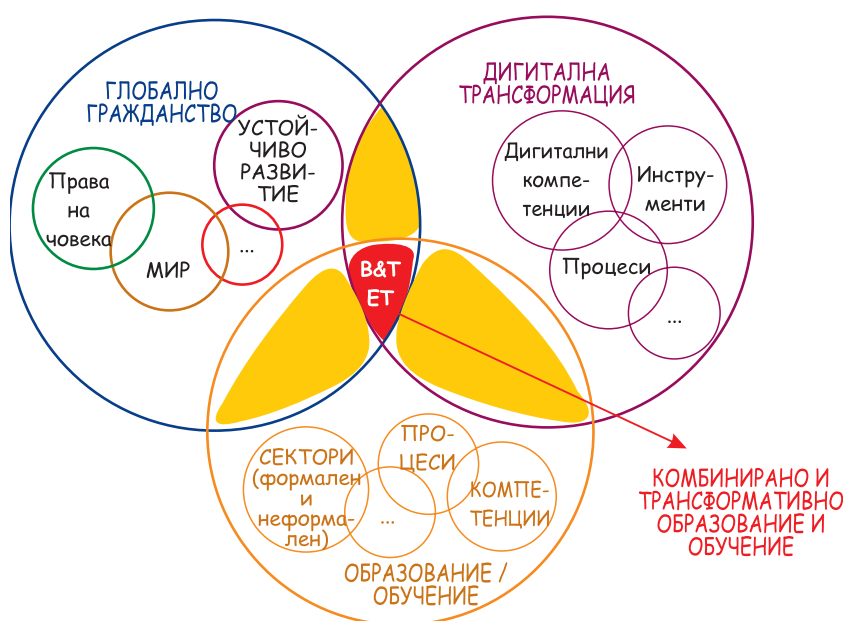 ГЛОБАЛНО
ГРАЖДАНСТВО
УСТОЙ-
ЧИВО
РАЗВИ-
ТИЕ
Права
на
човека
МИР
...
ДИГИТАЛНА
ТРАНСФОРМАЦИЯ
Дигитални
компе-
тенции
Инстру-
менти
Процеси
...
B&T
ET
СЕКТОРИ
(формален
и
неформа-
лен)
ПРО-
ЦЕСИ
...
КОМПЕ-
ТЕНЦИИ
ОБРАЗОВАНИЕ /
ОБУЧЕНИЕ
КОМБИНИРАНО И
ТРАНСФОРМАТИВНО
ОБРАЗОВАНИЕ И
ОБУЧЕНИЕ